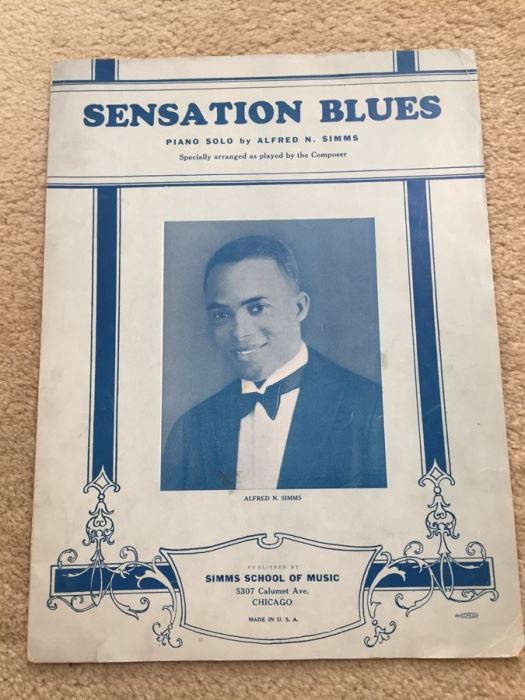 SENSATION BLUES
PIANO SOLO by ALFRED N. SIMMS
Specially arranged as played by the Composer
ALFRED N. SIMMS
PUBLISHED BY
SIMMS SCHOOL OF MUSIC
5307 Calumet Ave.
CHICAGO
MADE IN U. S. A.